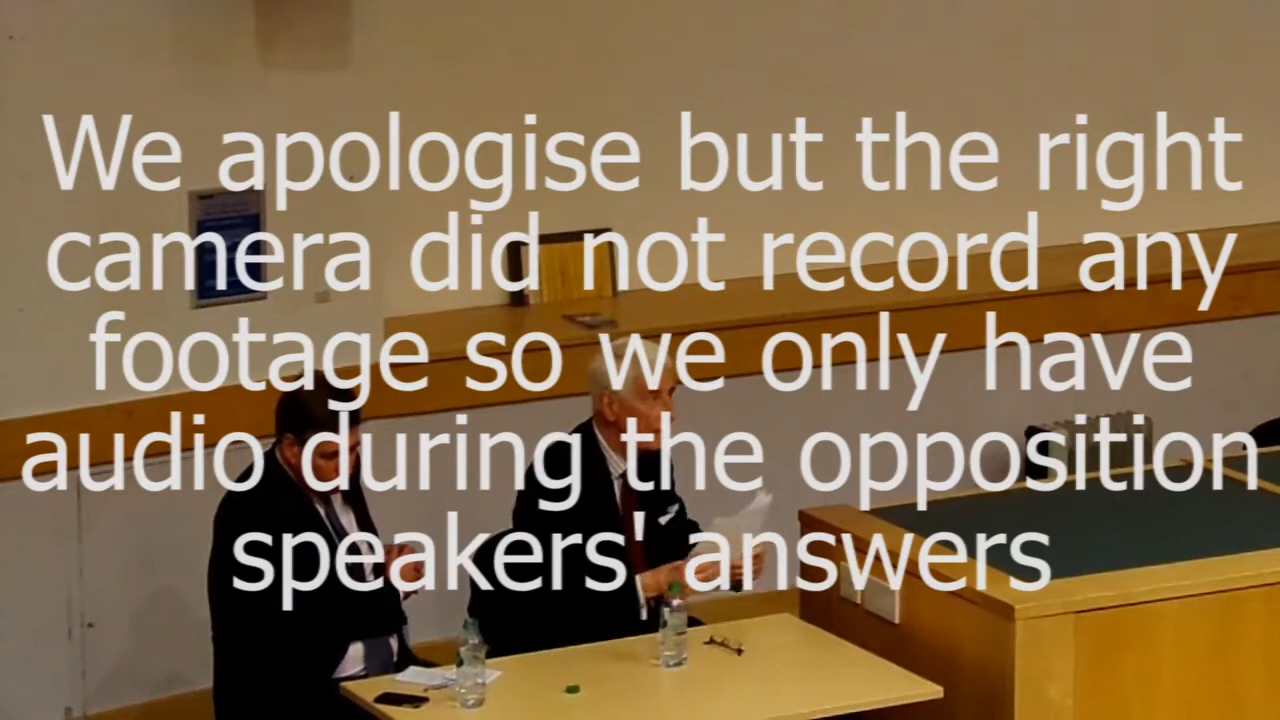 We apologise but the right
camera did not record any
footage so we only have
audio during the opposition
speakers' answers